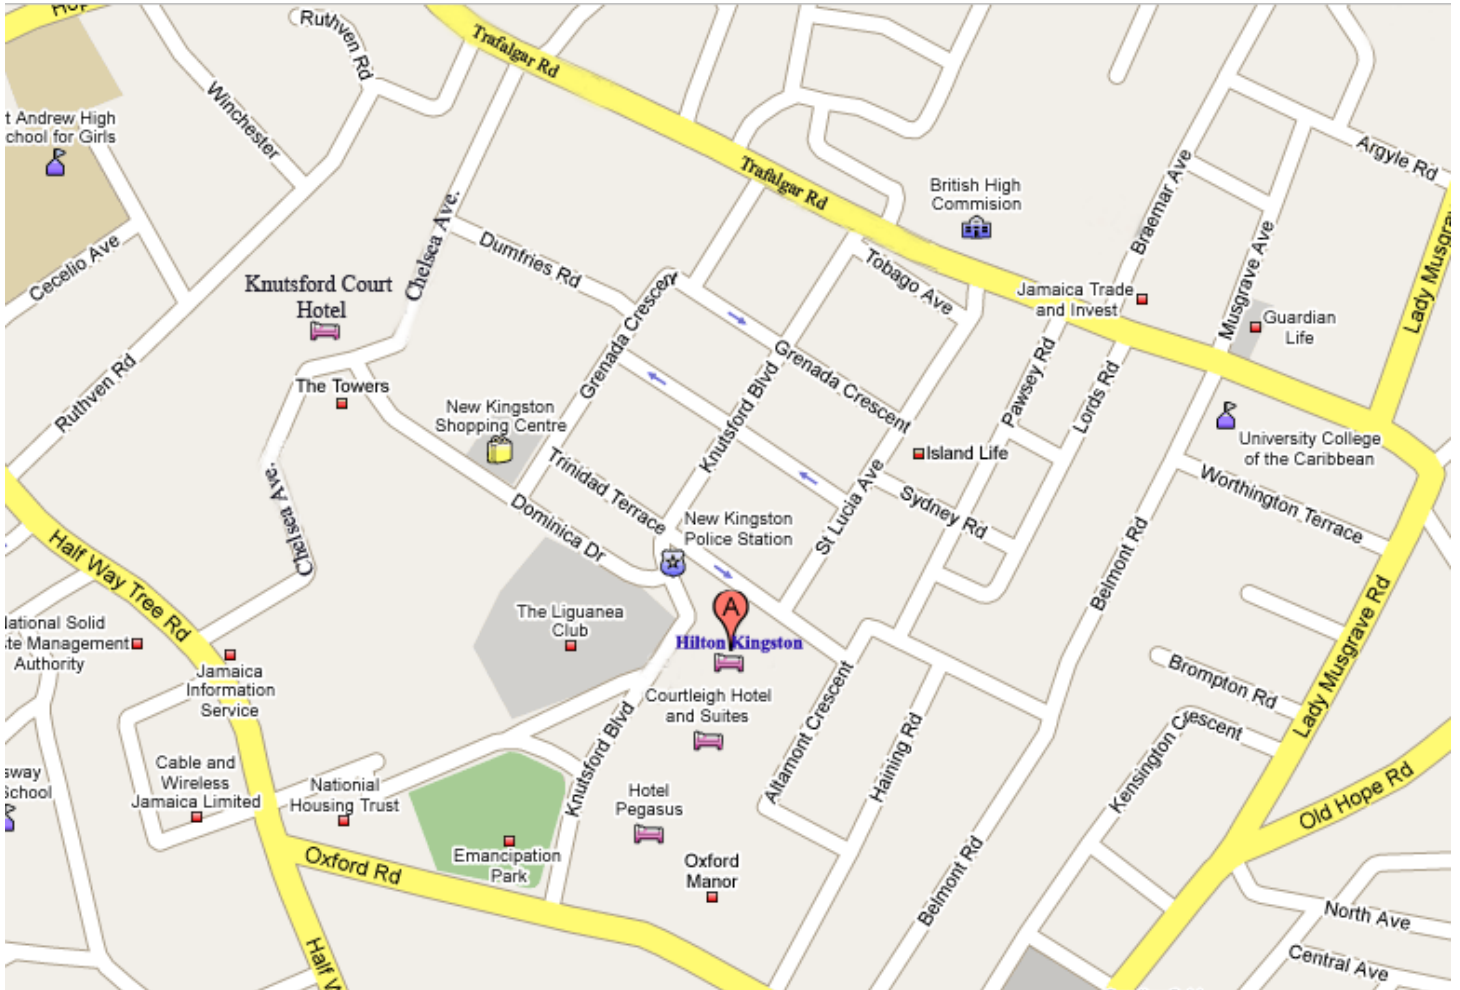 Ruthven Rd
Trafalgar Rd
Winchester
t Andrew High
chool for Girls
Argyle Rd
Trafalgar Rd
British High
Commision
Braemar Ave
Chelsea Ave.
Cecelio Ave
Dumfries Rd
Musgrave Ave
Lady Musgrav
Tobago Ave
Knutsford Court
Hotel
Grenada Crescent
Jamaica Trade
and Invest
Guardian
Life
Grenada Crescent
Ruthven Rd
The Towers
Knutsford Blvd
Pawsey Rd
Lords Rd
New Kingston
Shopping Centre
University College
of the Caribbean
Island Life
Trinidad Terrace
Chelsea Ave.
St Lucia Ave
Sydney Rd
Worthington Terrace
Dominica Dr
New Kingston
Police Station
Half Way Tree Rd
Belmont Rd
The Liguanea
Club
A
Hilton Kingston
National Solid
te Management
Authority
Jamaica
Information
Service
Courtleigh Hotel
and Suites
Brompton Rd
Lady Musgrave Rd
Knutsford Blvd
Altamont Crescent
Haining Rd
Kensington Crescent
Cable and
Wireless
Jamaica Limited
sway
School
Nationial
Housing Trust
Hotel
Pegasus
Old Hope Rd
Oxford Rd
Emancipation
Park
Oxford
Manor
Belmont Rd
North Ave
Central Ave
Half W